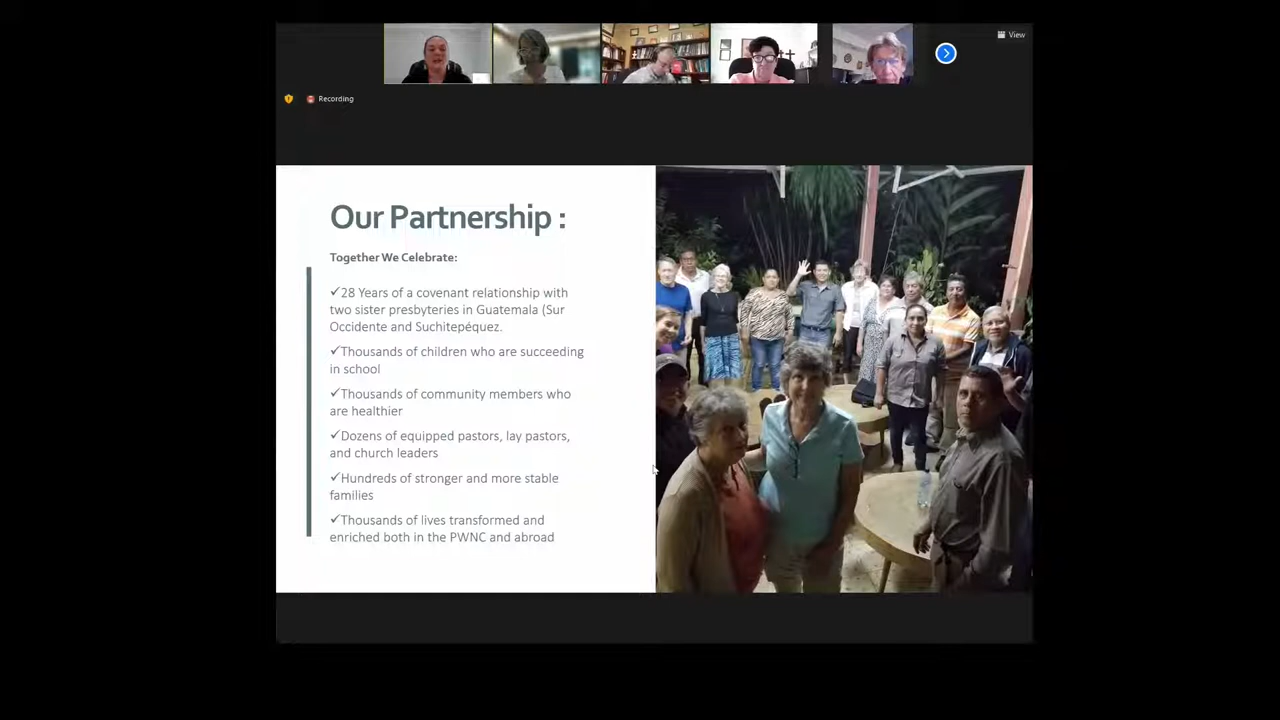 View
Recording
Our Partnership :
Together We Celebrate:
✓28 Years of a covenant relationship with
two sister presbyteries in Guatemala (Sur
Occidente and Suchitepéquez.
✓Thousands of children who are succeeding
in school
✓Thousands of community members who
are healthier
✓Dozens of equipped pastors, lay pastors,
and church leaders
✓Hundreds of stronger and more stable
families
✓Thousands of lives transformed and
enriched both in the PWNC and abroad